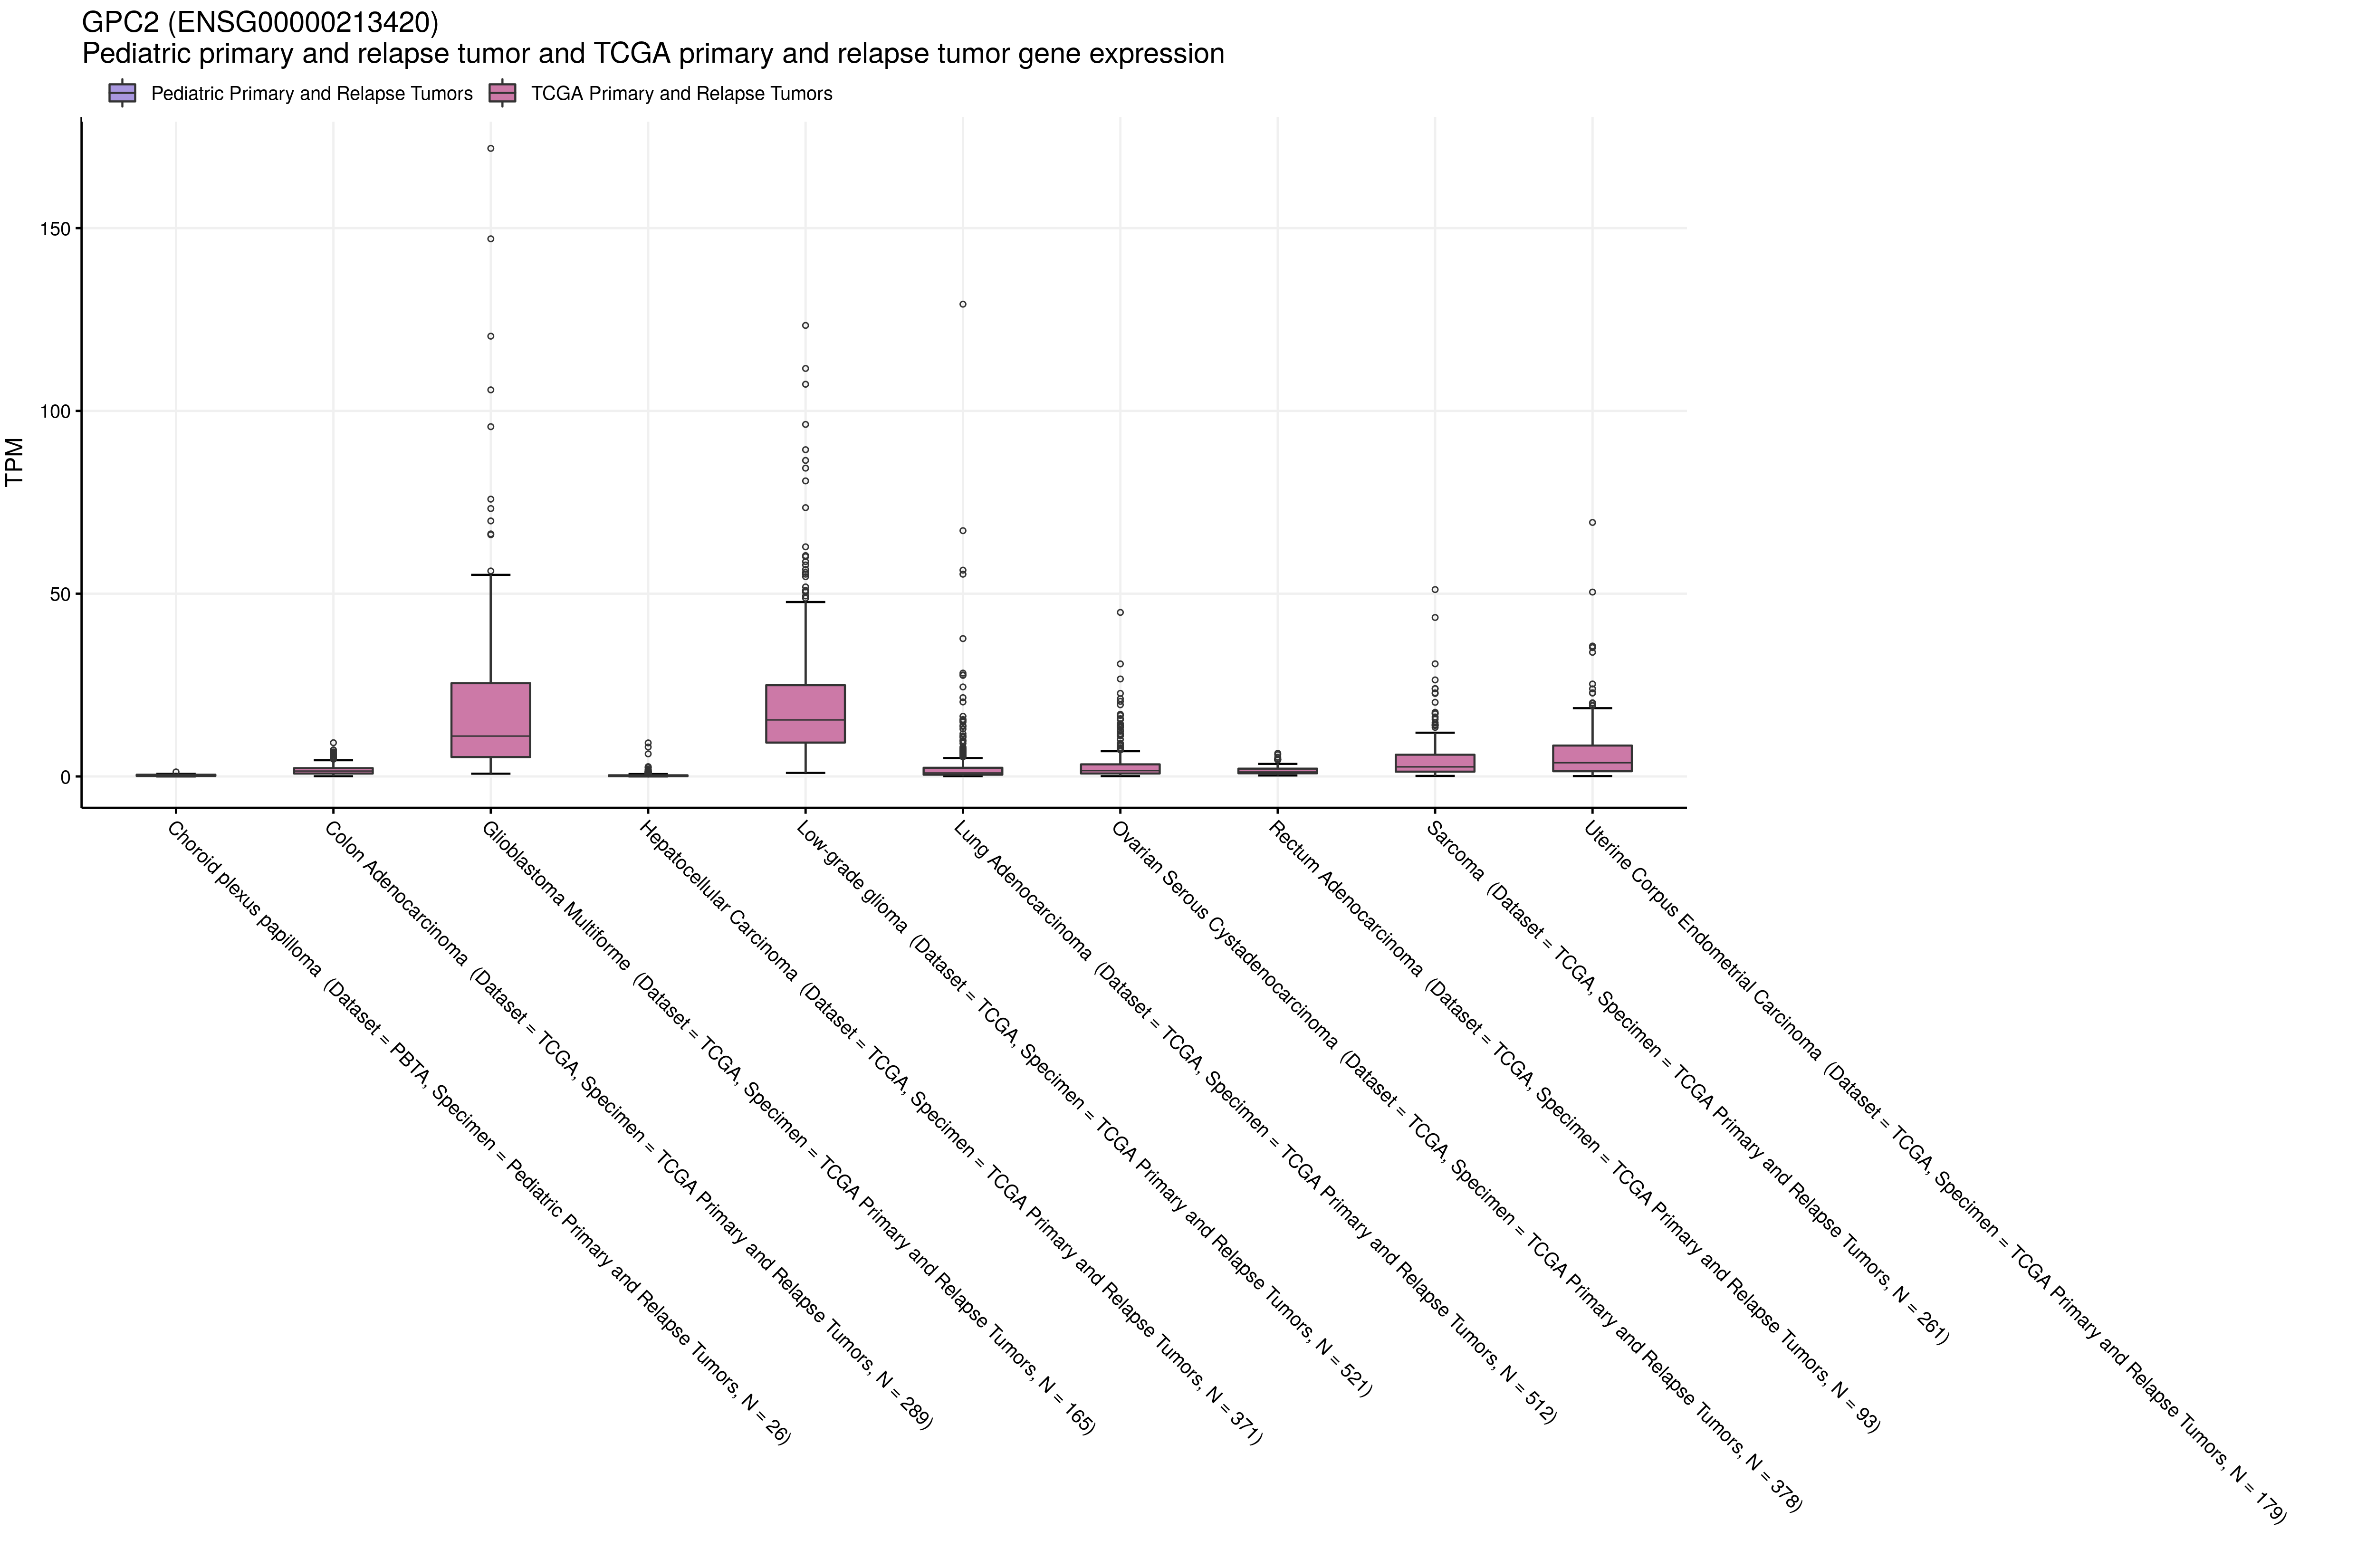 GPC2 (ENSG00000213420)
Pediatric primary and relapse tumor and TCGA primary and relapse tumor gene expression
Pediatric Primary and Relapse Tumors
TCGA Primary and Relapse Tumors
TPM
150
100
50
0
Choroid plexus papilloma (Dataset = PBTA, Specimen = Pediatric Primary and Relapse Tumors, N = 26)
Colon Adenocarcinoma (Dataset = TCGA, Specimen = TCGA Primary and Relapse Tumors, N = 289)
Glioblastoma Multiforme (Dataset = TCGA, Specimen = TCGA Primary and Relapse Tumors, N = 165)
Hepatocellular Carcinoma (Dataset = TCGA, Specimen = TCGA Primary and Relapse Tumors, N = 371)
Low-grade glioma (Dataset = TCGA, Specimen = TCGA Primary and Relapse Tumors, N = 521)
Lung Adenocarcinoma (Dataset = TCGA, Specimen = TCGA Primary and Relapse Tumors, N = 512)
Ovarian Serous Cystadenocarcinoma (Dataset = TCGA, Specimen = TCGA Primary and Relapse Tumors, N = 378)
Rectum Adenocarcinoma (Dataset = TCGA, Specimen = TCGA Primary and Relapse Tumors, N = 93)
Sarcoma (Dataset = TCGA, Specimen = TCGA Primary and Relapse Tumors, N = 261)
Uterine Corpus Endometrial Carcinoma (Dataset = TCGA, Specimen = TCGA Primary and Relapse Tumors, N = 179)